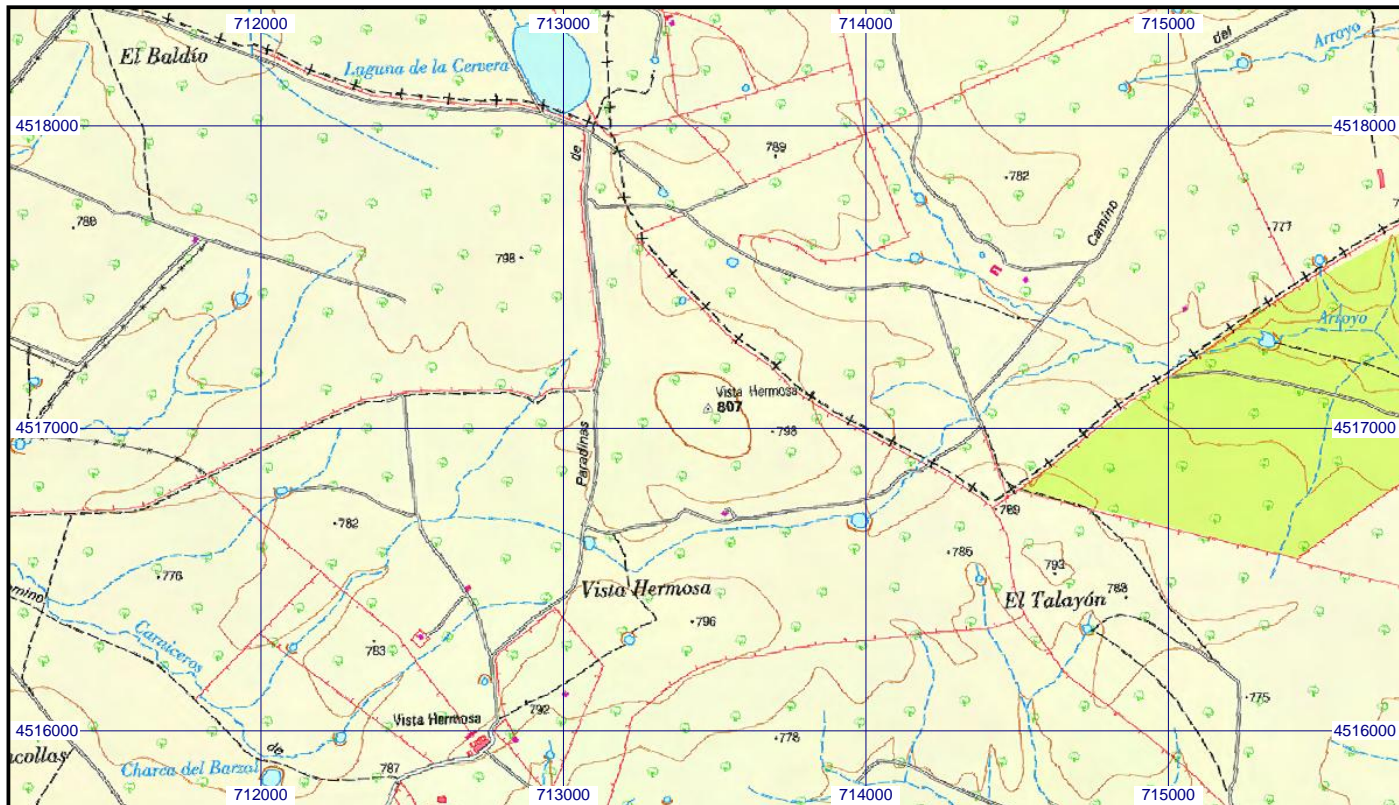 712000
713000
714000
715000
El Baldío
Laguna de la Cervera
del
Arroyo
4518000
4518000
de
789
782
788
Camino
777
798
Arroyo
Vista Hermosa
807
798
4517000
4517000
Paradinas
782
789
785
793
788
776
Vista Hermosa
El Talayón
796
Carniceros
783
775
792
Vista Hermosa
4516000
4516000
778
de
787
Charca del Barzal
712000
713000
714000
715000